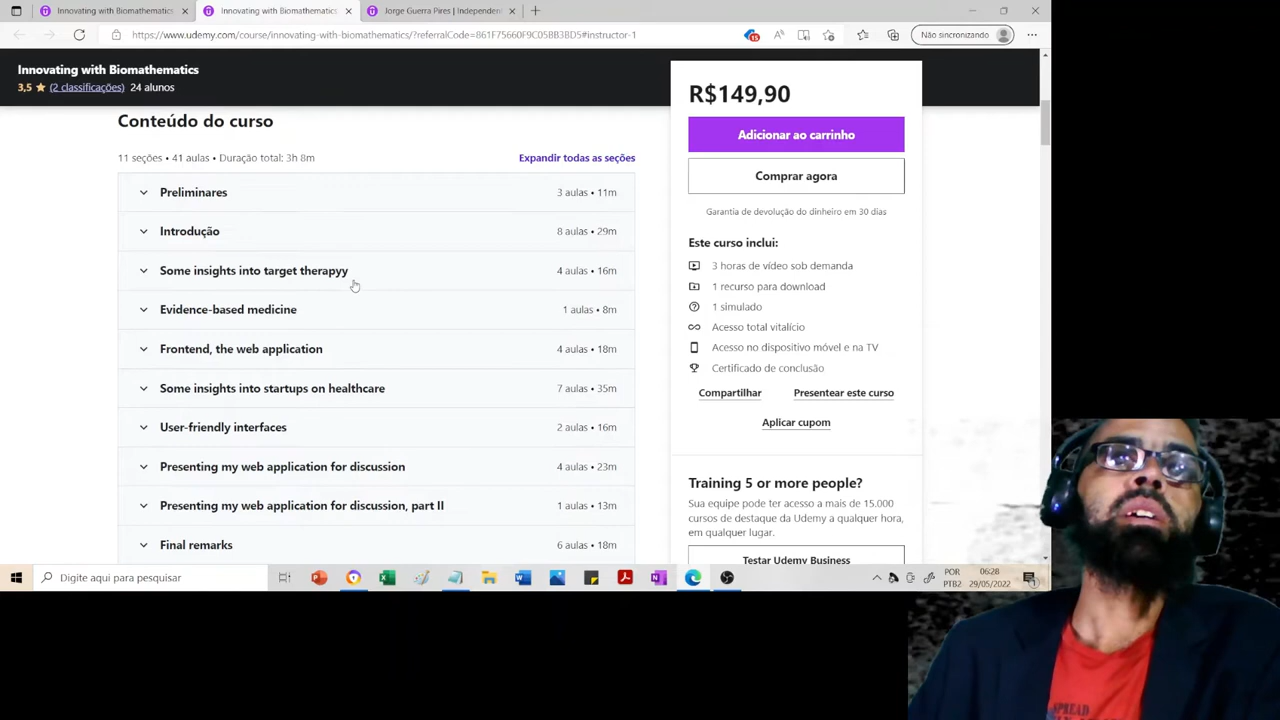 Innovating with Biomathematics
Innovating with Biomathematics
Jorge Guerra Pires | Independen
https://www.udemy.com/course/innovating-with-biomathematics/?referralCode=861F75660F9C05BB3BD5#instructor-1
15
Não sincronizando
Innovating with Biomathematics
3,5 (2 classificações) 24 alunos
Conteúdo do curso
11 seções • 41 aulas • Duração total: 3h 8m
Expandir todas as seções
Preliminares 3 aulas • 11m
Introdução 8 aulas • 29m
Some insights into target therapyy 4 aulas • 16m
Evidence-based medicine 1 aulas • 8m
Frontend, the web application 4 aulas • 18m
Some insights into startups on healthcare 7 aulas • 35m
User-friendly interfaces 2 aulas • 16m
Presenting my web application for discussion 4 aulas • 23m
Presenting my web application for discussion, part II 1 aulas • 13m
Final remarks 6 aulas • 18m
R$149,90
Adicionar ao carrinho
Comprar agora
Garantia de devolução do dinheiro em 30 dias
Este curso inclui:
3 horas de vídeo sob demanda
1 recurso para download
1 simulado
Acesso total vitalício
Acesso no dispositivo móvel e na TV
Certificado de conclusão
Compartilhar
Presentear este curso
Aplicar cupom
Training 5 or more people?
Sua equipe pode ter acesso a mais de 15.000
cursos de destaque da Udemy a qualquer hora,
em qualquer lugar.
Testar Udemy Business
Digite aqui para pesquisar
POR
PTB2
06:28
29/05/2022
SPREAD